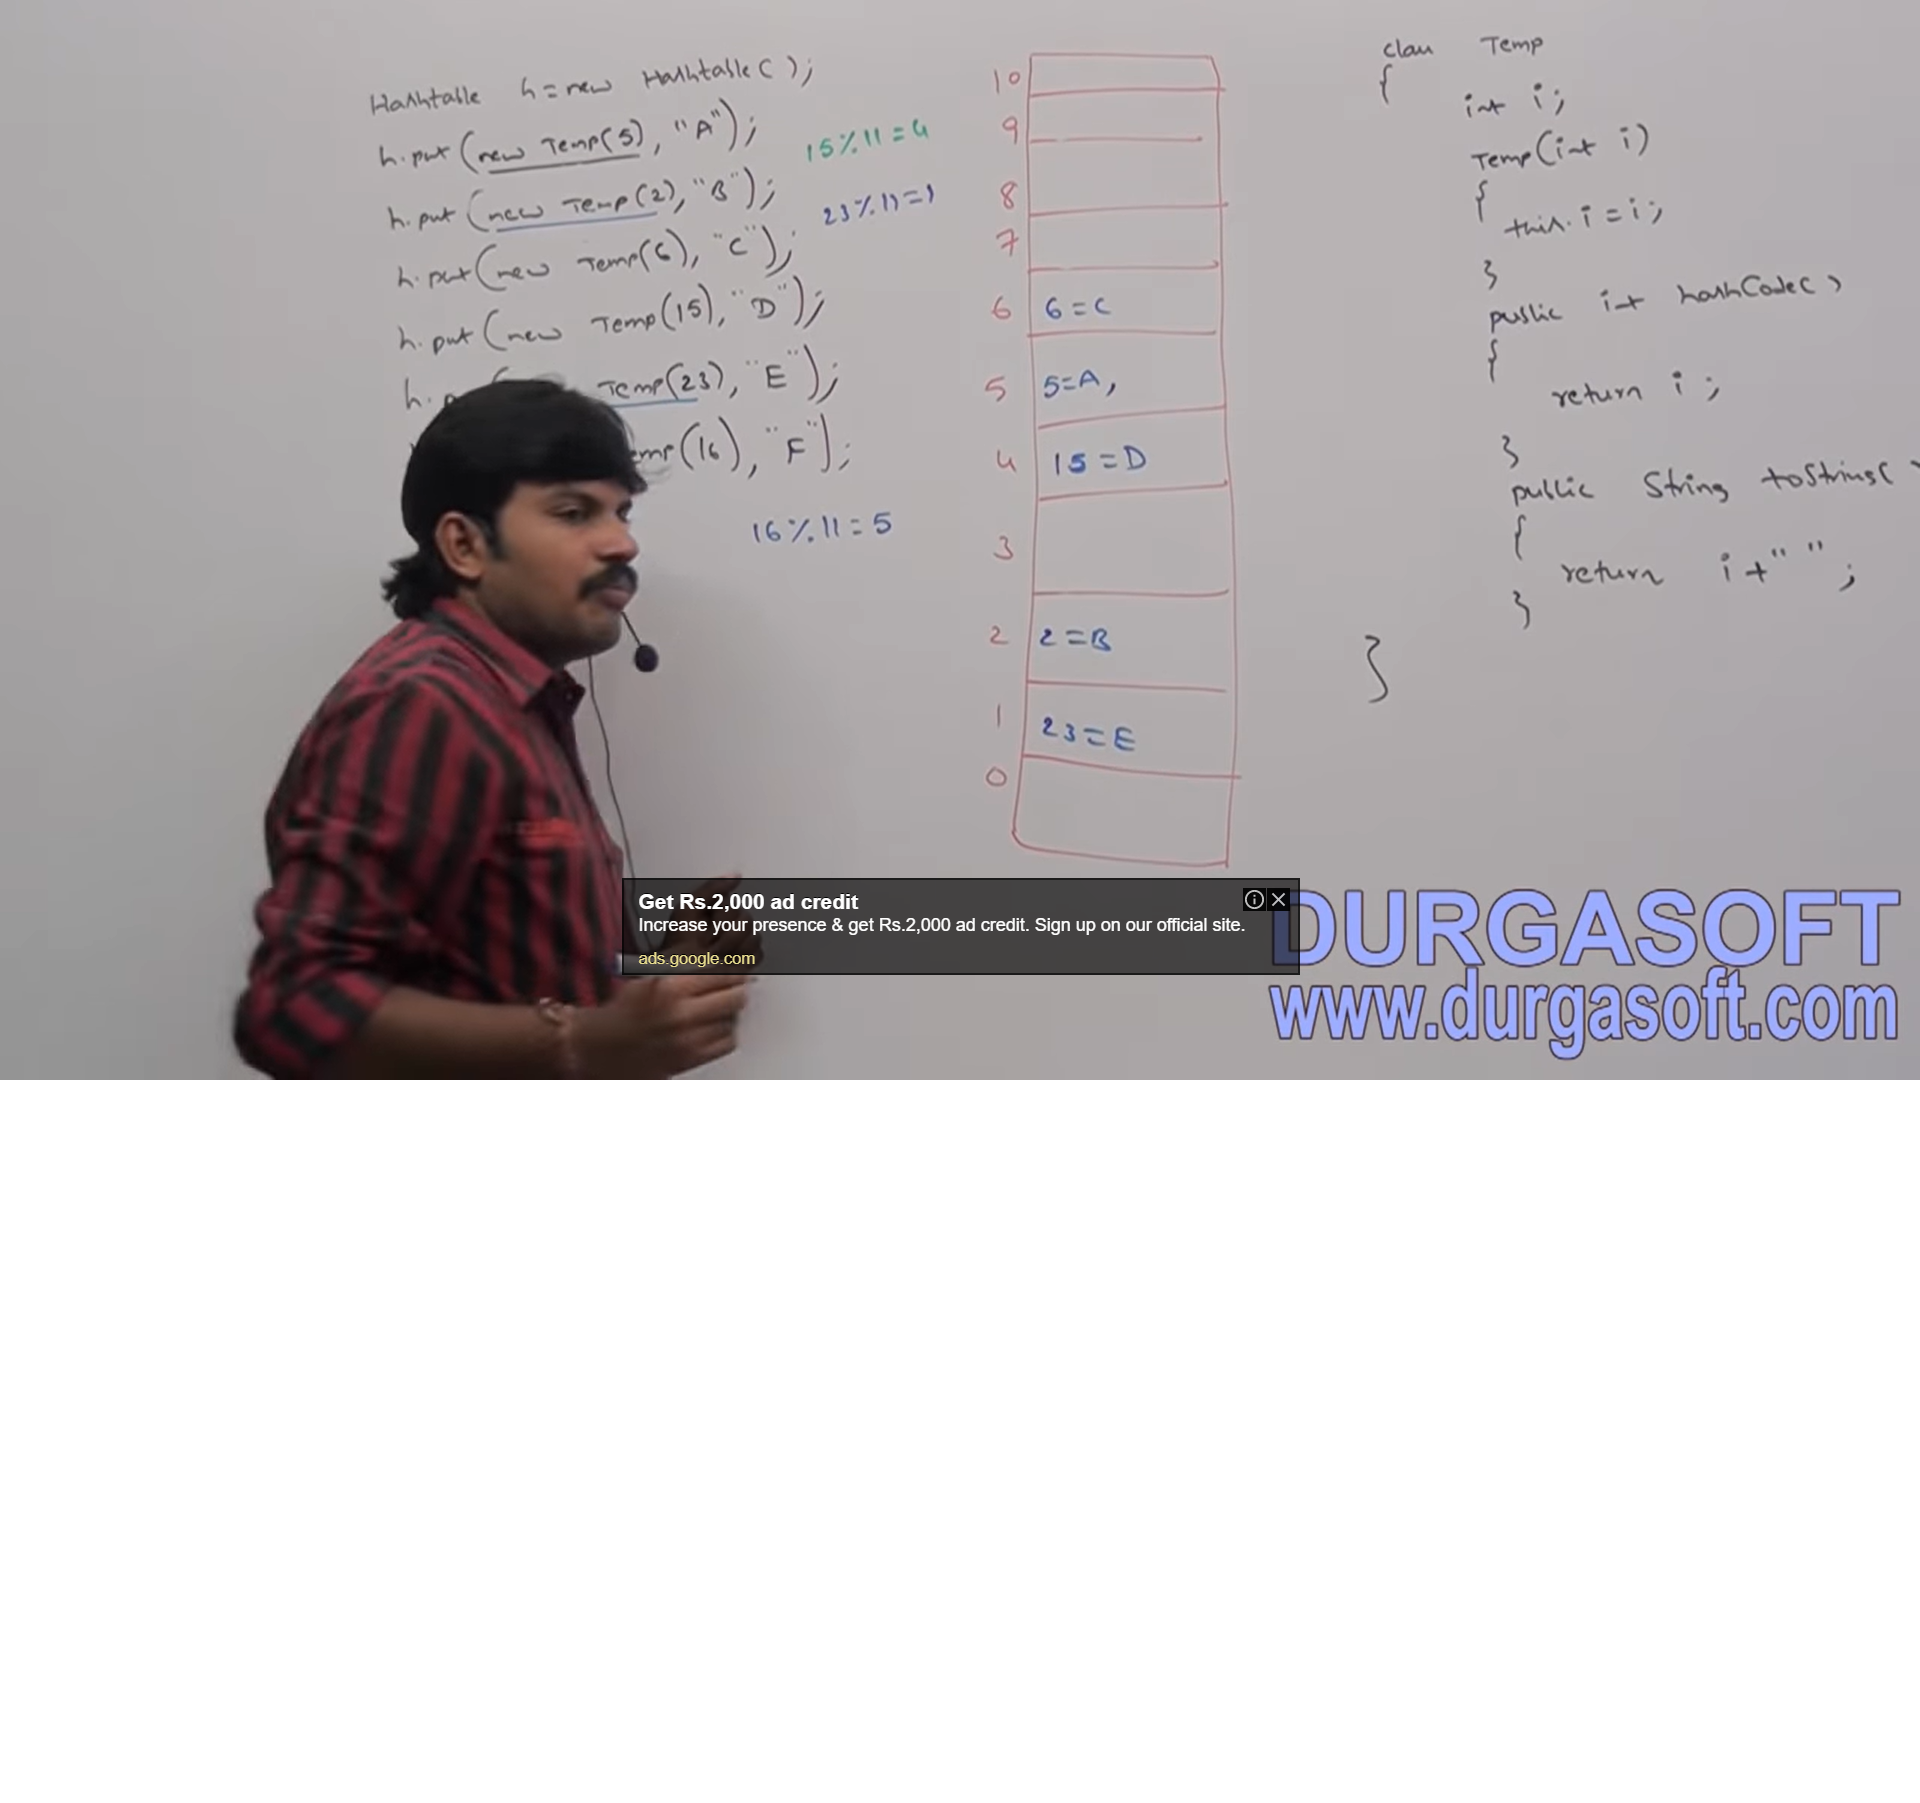 Hashtable h=new Hashtable( );
h.put(new Temp(5), "A");
h.put(new Temp(2), "B");
h.put(new Temp(6), "C");
h.put(new Temp(15), "D");
h. Temp(23), "E");
(16), "F");
15%11=4
23%11=1
16%11=5
10
9
8
7
6 6=C
5 5=A,
4 15=D
3
2 2=B
1 23=E
0
class Temp
{
int i;
Temp(int i)
{
this.i=i;
}
public int hashCode( )
{
return i;
}
public String toString(
{
return i+" ";
}
}
Get Rs.2,000 ad credit
Increase your presence & get Rs.2,000 ad credit. Sign up on our official site.
ads.google.com
DURGASOFT
www.durgasoft.com